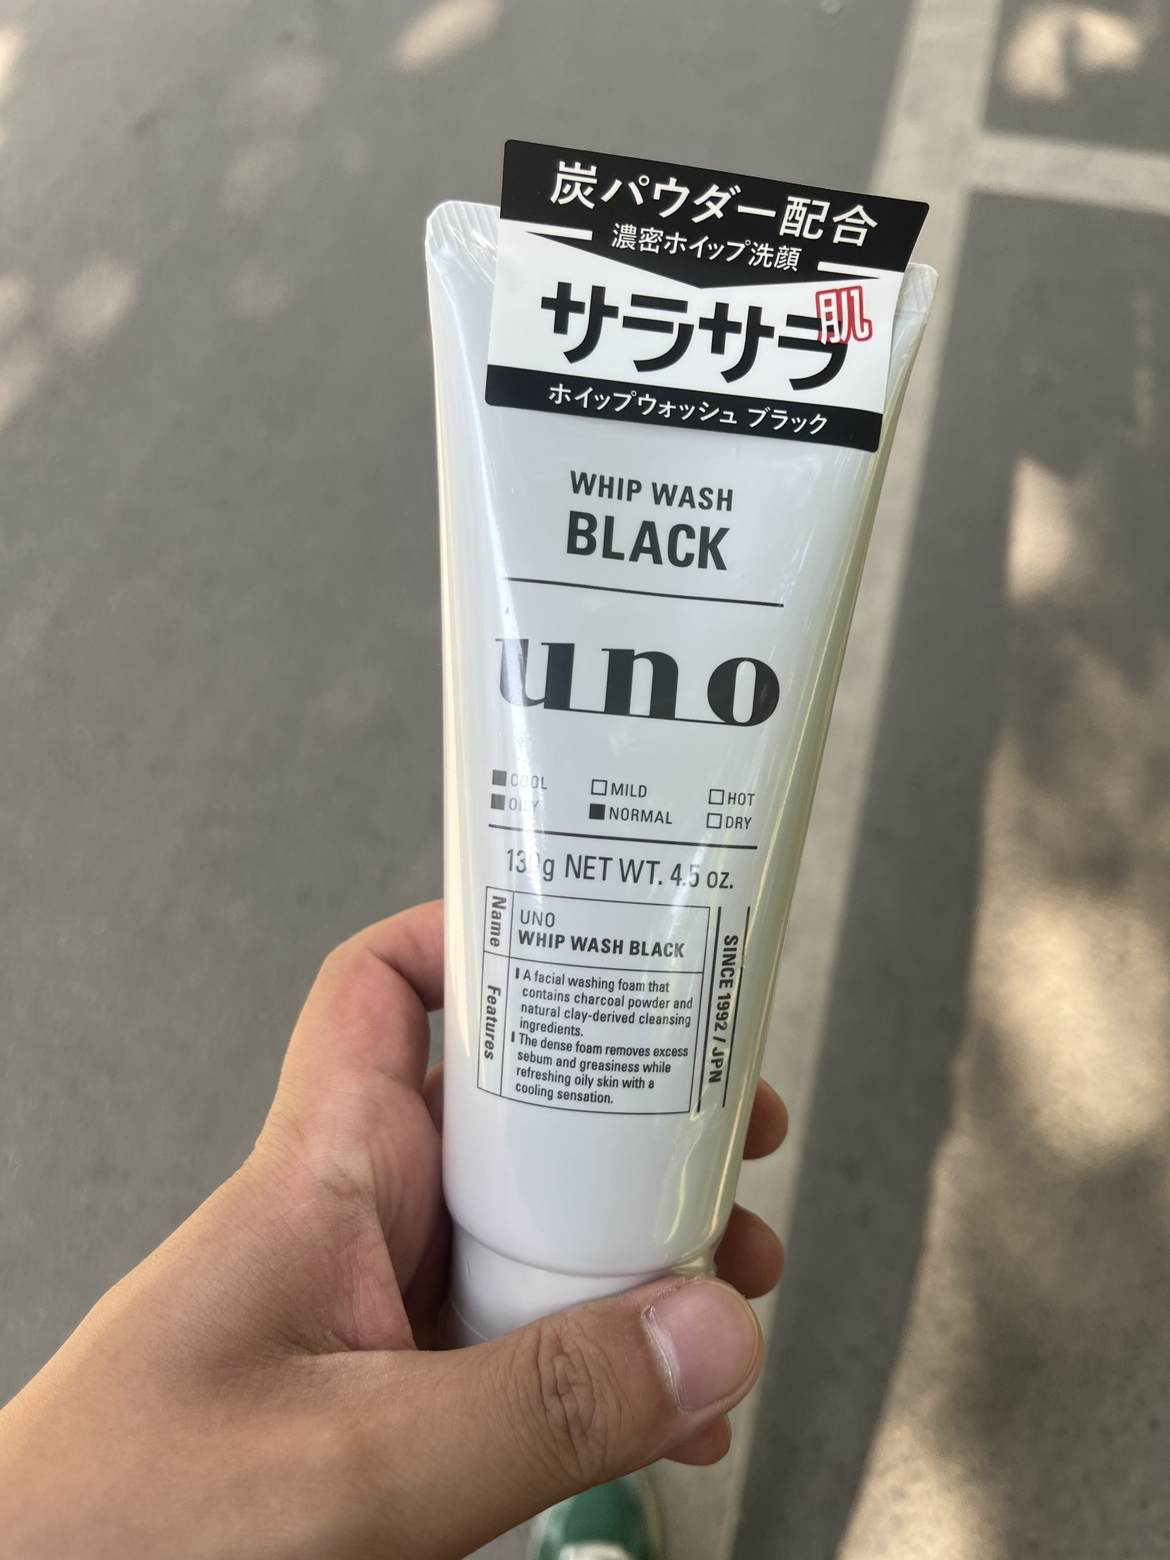 炭パウダー配合
濃密ホイップ洗顔
サラサラ肌
ホイップウォッシュ ブラック
WHIP WASH
BLACK
uno
COOL MILD HOT
OILY NORMAL DRY
130g NET WT. 4.5 oz.
Name
UNO
WHIP WASH BLACK
Features
A facial washing foam that
contains charcoal powder and
natural clay-derived cleansing
ingredients.
The dense foam removes excess
sebum and greasiness while
refreshing oily skin with a
cooling sensation.
SINCE 1992 / JPN